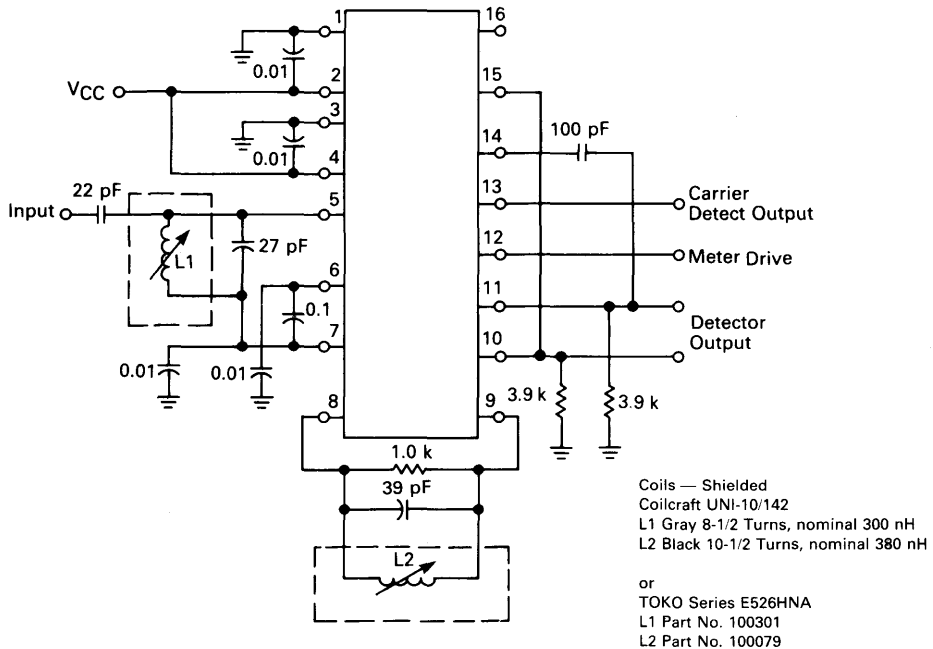 1
16
0.01
2
15
VCC
3
14
100 pF
0.01
4
13
Carrier
Detect Output
22 pF
5
Input
12
Meter Drive
27 pF
L1
6
11
0.1
Detector
Output
7
10
0.01
0.01
3.9 k
3.9 k
8
9
1.0 k
39 pF
L2
Coils — Shielded
Coilcraft UNI-10/142
L1 Gray 8-1/2 Turns, nominal 300 nH
L2 Black 10-1/2 Turns, nominal 380 nH
or
TOKO Series E526HNA
L1 Part No. 100301
L2 Part No. 100079